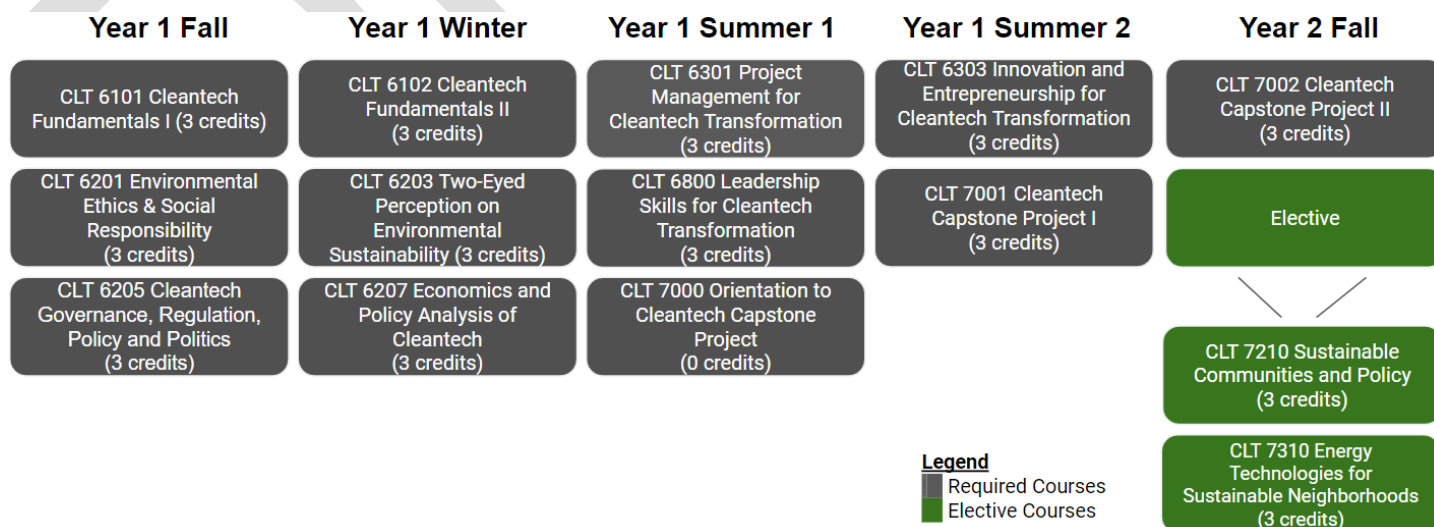 Year 1 Fall
CLT 6101 Cleantech
Fundamentals I (3 credits)
CLT 6201 Environmental
Ethics & Social
Responsibility
(3 credits)
CLT 6205 Cleantech
Governance, Regulation,
Policy and Politics
(3 credits)
Year 1 Winter
CLT 6102 Cleantech
Fundamentals II
(3 credits)
CLT 6203 Two-Eyed
Perception on
Environmental
Sustainability (3 credits)
CLT 6207 Economics and
Policy Analysis of
Cleantech
(3 credits)
Year 1 Summer 1
CLT 6301 Project
Management for
Cleantech Transformation
(3 credits)
CLT 6800 Leadership
Skills for Cleantech
Transformation
(3 credits)
CLT 7000 Orientation to
Cleantech Capstone
Project
(0 credits)
Year 1 Summer 2
CLT 6303 Innovation and
Entrepreneurship for
Cleantech Transformation
(3 credits)
CLT 7001 Cleantech
Capstone Project I
(3 credits)
Year 2 Fall
CLT 7002 Cleantech
Capstone Project II
(3 credits)
Elective
CLT 7210 Sustainable
Communities and Policy
(3 credits)
CLT 7310 Energy
Technologies for
Sustainable Neighborhoods
(3 credits)
Legend
Required Courses
Elective Courses